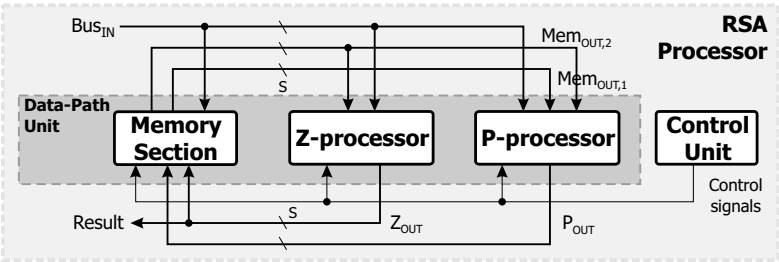 Bus_IN
RSA
Processor
Mem_OUT,2
Mem_OUT,1
S
Data-Path
Unit
Memory
Section
Z-processor
P-processor
Control
Unit
Control
signals
S
Result
Z_OUT
P_OUT